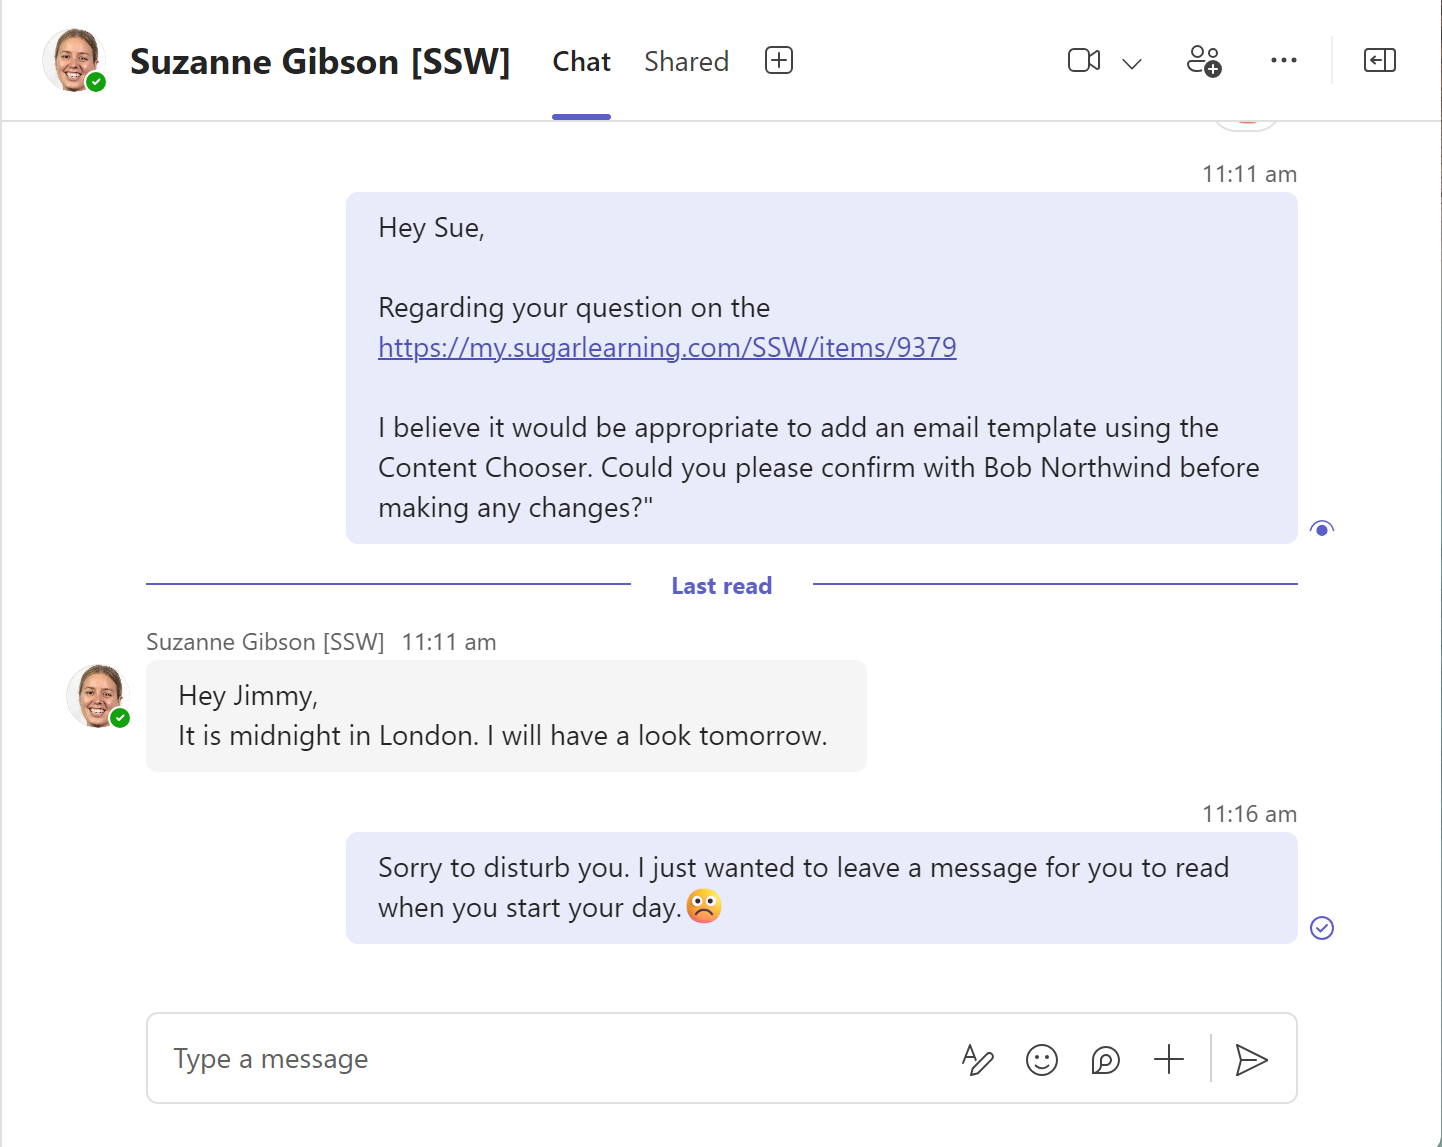 Suzanne Gibson [SSW] Chat Shared
11:11 am
Hey Sue,
Regarding your question on the
https://my.sugarlearning.com/SSW/items/9379
I believe it would be appropriate to add an email template using the
Content Chooser. Could you please confirm with Bob Northwind before
making any changes?"
Last read
Suzanne Gibson [SSW] 11:11 am
Hey Jimmy,
It is midnight in London. I will have a look tomorrow.
11:16 am
Sorry to disturb you. I just wanted to leave a message for you to read
when you start your day.
Type a message